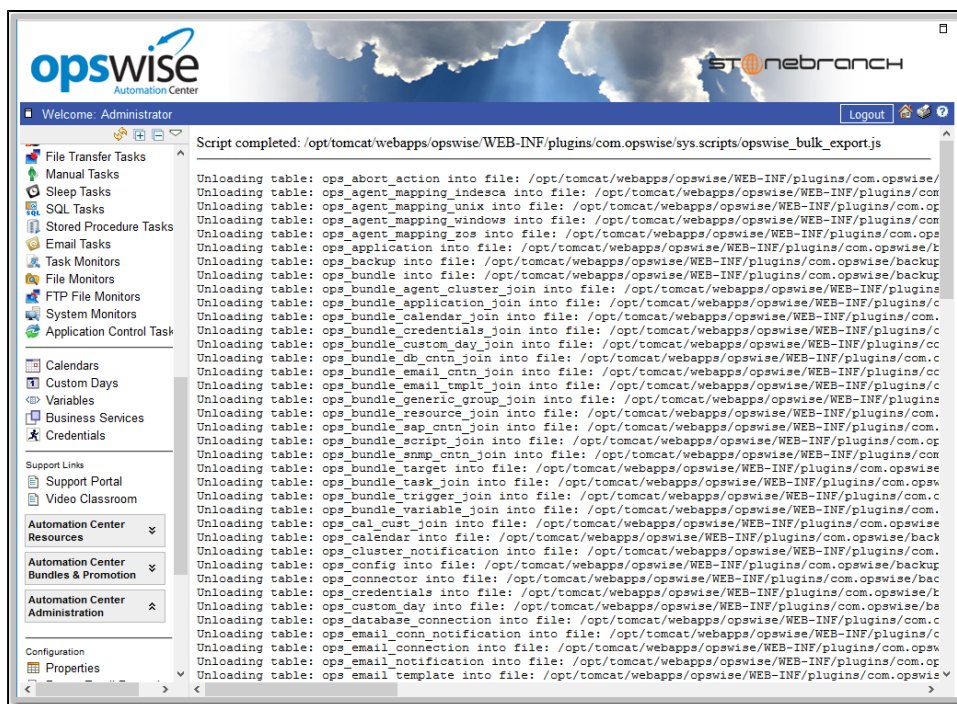 opswise
Automation Center
STONEBRANCH
Welcome: Administrator
Logout
File Transfer Tasks
Manual Tasks
Sleep Tasks
SQL Tasks
Stored Procedure Tasks
Email Tasks
Task Monitors
File Monitors
FTP File Monitors
System Monitors
Application Control Task
Calendars
Custom Days
Variables
Business Services
Credentials
Support Links
Support Portal
Video Classroom
Automation Center
Resources
Automation Center
Bundles & Promotion
Automation Center
Administration
Configuration
Properties
Script completed: /opt/tomcat/webapps/opswise/WEB-INF/plugins/com.opswise/sys.scripts/opswise_bulk_export.js
Unloading table: ops_abort_action into file: /opt/tomcat/webapps/opswise/WEB-INF/plugins/com.opswise/
Unloading table: ops_agent_mapping_indesca into file: /opt/tomcat/webapps/opswise/WEB-INF/plugins/com
Unloading table: ops_agent_mapping_unix into file: /opt/tomcat/webapps/opswise/WEB-INF/plugins/com.op
Unloading table: ops_agent_mapping_windows into file: /opt/tomcat/webapps/opswise/WEB-INF/plugins/com
Unloading table: ops_agent_mapping_zos into file: /opt/tomcat/webapps/opswise/WEB-INF/plugins/com.ops
Unloading table: ops_application into file: /opt/tomcat/webapps/opswise/WEB-INF/plugins/com.opswise/b
Unloading table: ops_backup into file: /opt/tomcat/webapps/opswise/WEB-INF/plugins/com.opswise/backup
Unloading table: ops_bundle into file: /opt/tomcat/webapps/opswise/WEB-INF/plugins/com.opswise/backup
Unloading table: ops_bundle_agent_cluster_join into file: /opt/tomcat/webapps/opswise/WEB-INF/plugins
Unloading table: ops_bundle_application_join into file: /opt/tomcat/webapps/opswise/WEB-INF/plugins/c
Unloading table: ops_bundle_calendar_join into file: /opt/tomcat/webapps/opswise/WEB-INF/plugins/com.
Unloading table: ops_bundle_credentials_join into file: /opt/tomcat/webapps/opswise/WEB-INF/plugins/c
Unloading table: ops_bundle_custom_day_join into file: /opt/tomcat/webapps/opswise/WEB-INF/plugins/co
Unloading table: ops_bundle_db_cntn_join into file: /opt/tomcat/webapps/opswise/WEB-INF/plugins/com.o
Unloading table: ops_bundle_email_cntn_join into file: /opt/tomcat/webapps/opswise/WEB-INF/plugins/co
Unloading table: ops_bundle_email_tmplt_join into file: /opt/tomcat/webapps/opswise/WEB-INF/plugins/c
Unloading table: ops_bundle_generic_group_join into file: /opt/tomcat/webapps/opswise/WEB-INF/plugins
Unloading table: ops_bundle_resource_join into file: /opt/tomcat/webapps/opswise/WEB-INF/plugins/com.
Unloading table: ops_bundle_sap_cntn_join into file: /opt/tomcat/webapps/opswise/WEB-INF/plugins/com.
Unloading table: ops_bundle_script_join into file: /opt/tomcat/webapps/opswise/WEB-INF/plugins/com.op
Unloading table: ops_bundle_snmp_cntn_join into file: /opt/tomcat/webapps/opswise/WEB-INF/plugins/com
Unloading table: ops_bundle_target into file: /opt/tomcat/webapps/opswise/WEB-INF/plugins/com.opswise
Unloading table: ops_bundle_task_join into file: /opt/tomcat/webapps/opswise/WEB-INF/plugins/com.opsw
Unloading table: ops_bundle_trigger_join into file: /opt/tomcat/webapps/opswise/WEB-INF/plugins/com.o
Unloading table: ops_bundle_variable_join into file: /opt/tomcat/webapps/opswise/WEB-INF/plugins/com.
Unloading table: ops_cal_cust_join into file: /opt/tomcat/webapps/opswise/WEB-INF/plugins/com.opswise
Unloading table: ops_calendar into file: /opt/tomcat/webapps/opswise/WEB-INF/plugins/com.opswise/back
Unloading table: ops_cluster_notification into file: /opt/tomcat/webapps/opswise/WEB-INF/plugins/com.
Unloading table: ops_config into file: /opt/tomcat/webapps/opswise/WEB-INF/plugins/com.opswise/backup
Unloading table: ops_connector into file: /opt/tomcat/webapps/opswise/WEB-INF/plugins/com.opswise/bac
Unloading table: ops_credentials into file: /opt/tomcat/webapps/opswise/WEB-INF/plugins/com.opswise/b
Unloading table: ops_custom_day into file: /opt/tomcat/webapps/opswise/WEB-INF/plugins/com.opswise/ba
Unloading table: ops_database_connection into file: /opt/tomcat/webapps/opswise/WEB-INF/plugins/com.o
Unloading table: ops_email_conn_notification into file: /opt/tomcat/webapps/opswise/WEB-INF/plugins/c
Unloading table: ops_email_connection into file: /opt/tomcat/webapps/opswise/WEB-INF/plugins/com.opsw
Unloading table: ops_email_notification into file: /opt/tomcat/webapps/opswise/WEB-INF/plugins/com.op
Unloading table: ops_email_template into file: /opt/tomcat/webapps/opswise/WEB-INF/plugins/com.opswis